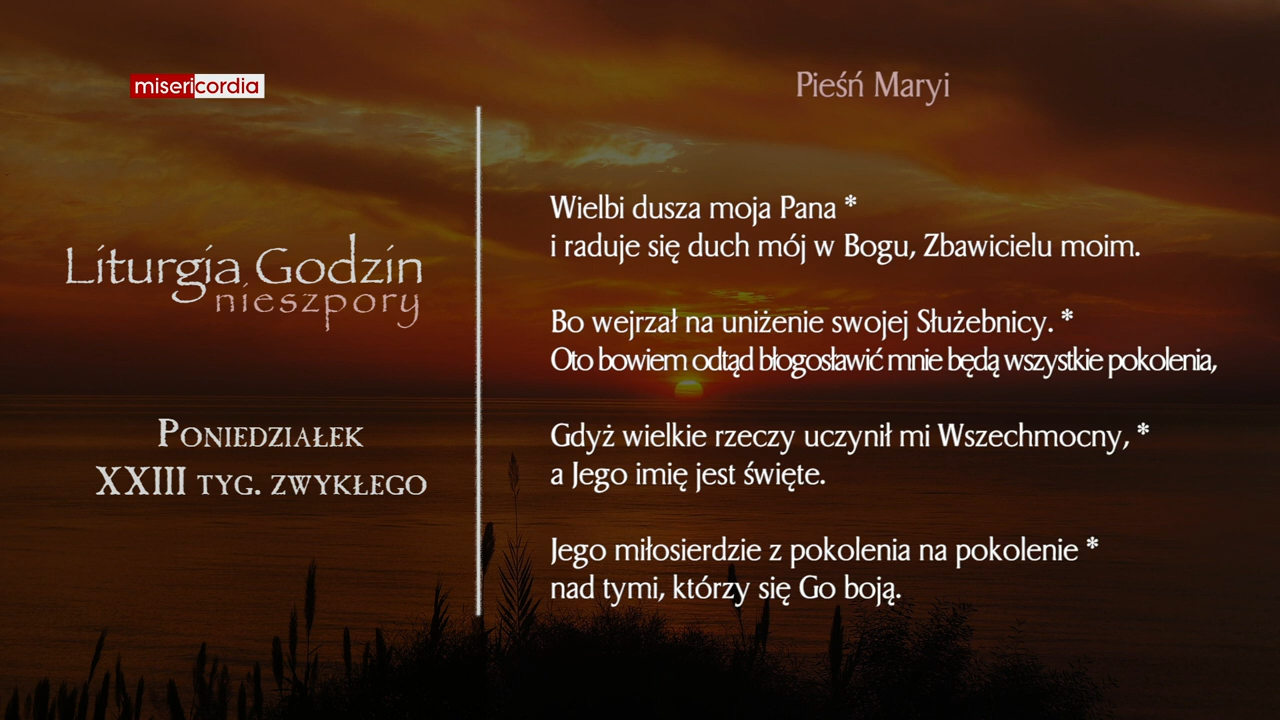 misericordia
Liturgia Godzin
nieszpory
Poniedziałek
XXIII tyg. zwykłego
Pieśń Maryi
Wielbi dusza moja Pana *
i raduje się duch mój w Bogu, Zbawicielu moim.
Bo wejrzał na uniżenie swojej Służebnicy. *
Oto bowiem odtąd błogosławić mnie będą wszystkie pokolenia,
Gdyż wielkie rzeczy uczynił mi Wszechmocny, *
a Jego imię jest święte.
Jego miłosierdzie z pokolenia na pokolenie *
nad tymi, którzy się Go boją.